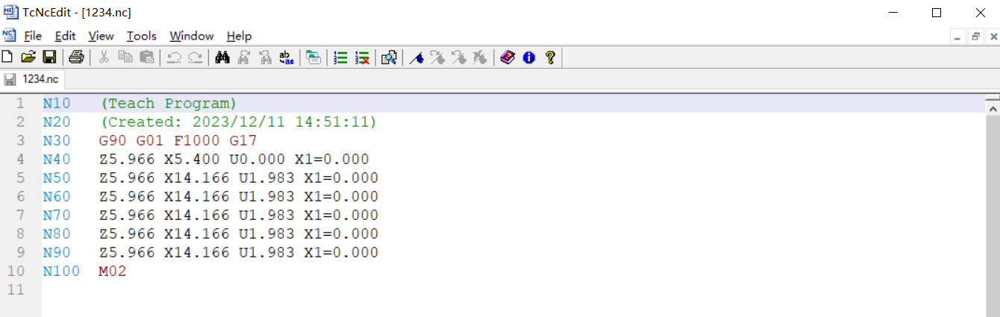 TcNcEdit - [1234.nc]
File Edit View Tools Window Help
1234.nc
1 N10 (Teach Program)
2 N20 (Created: 2023/12/11 14:51:11)
3 N30 G90 G01 F1000 G17
4 N40 Z5.966 X5.400 U0.000 X1=0.000
5 N50 Z5.966 X14.166 U1.983 X1=0.000
6 N60 Z5.966 X14.166 U1.983 X1=0.000
7 N70 Z5.966 X14.166 U1.983 X1=0.000
8 N80 Z5.966 X14.166 U1.983 X1=0.000
9 N90 Z5.966 X14.166 U1.983 X1=0.000
10 N100 M02
11